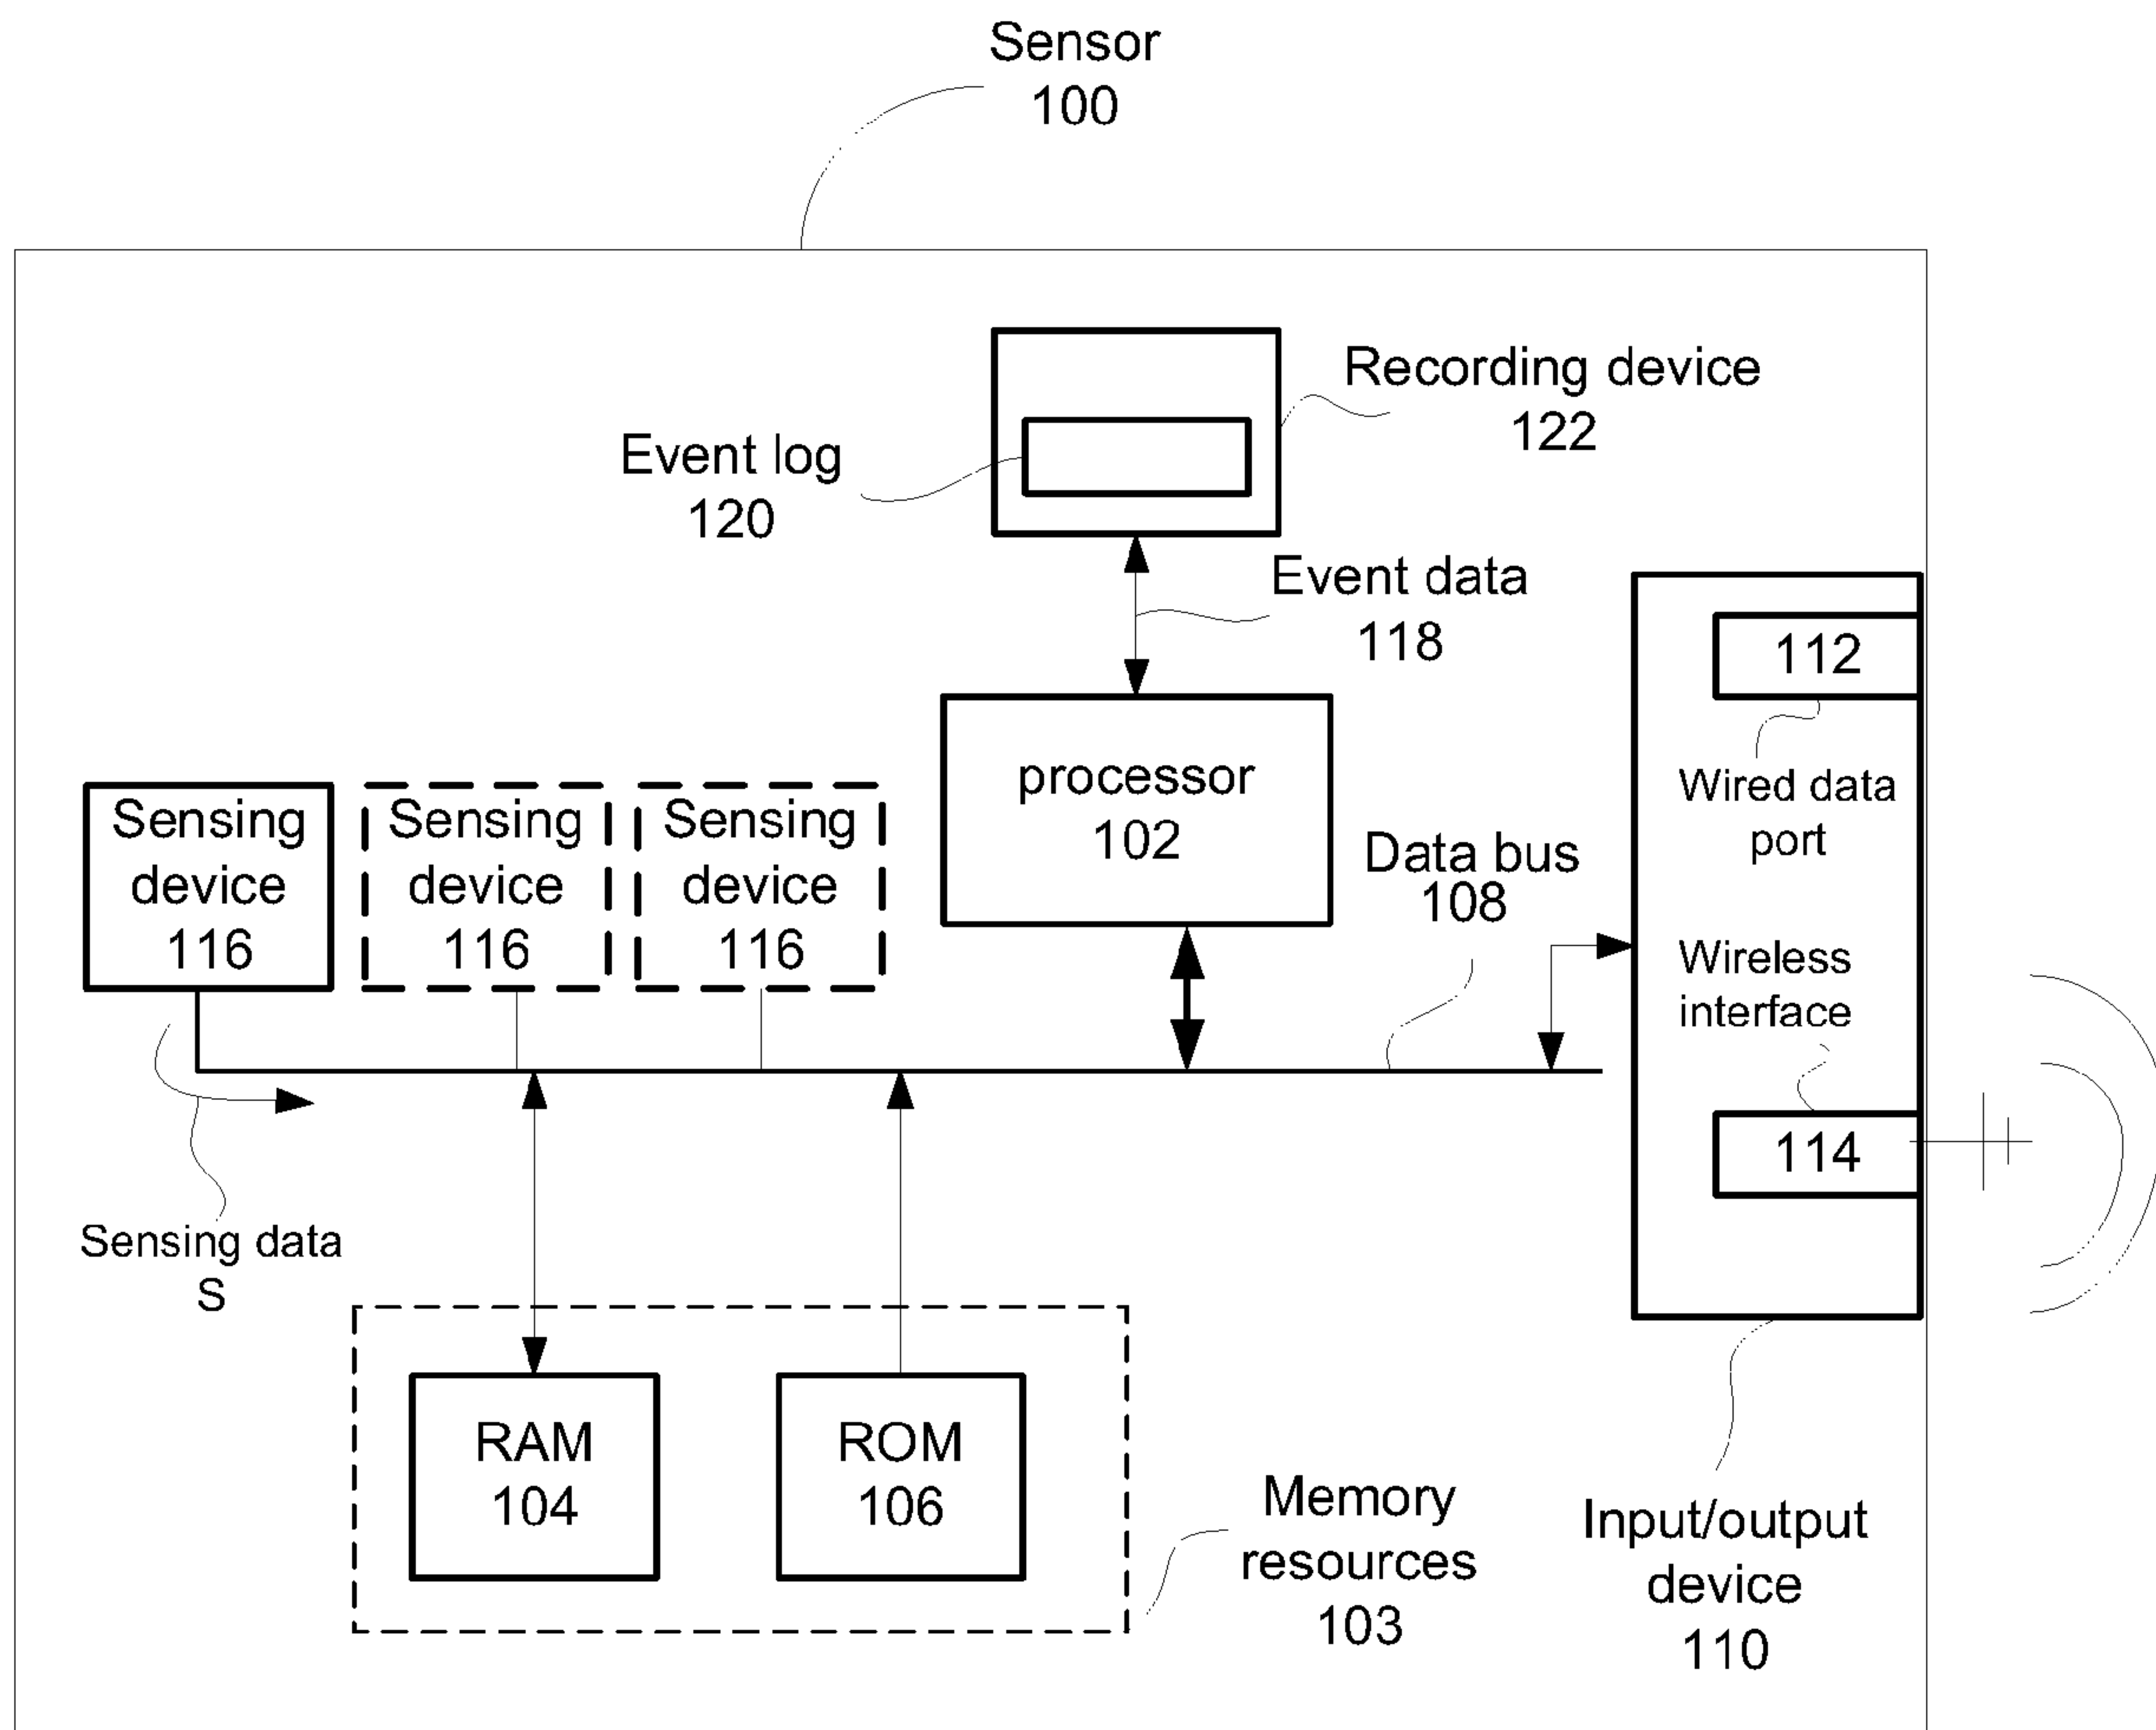 Sensor
100
Recording device
122
Event log
120
Event data
118
112
Wired data
port
processor
102
Sensing
device
116
Sensing
device
116
Sensing
device
116
Data bus
108
Wireless
interface
114
Sensing data
S
RAM
104
ROM
106
Memory
resources
103
Input/output
device
110